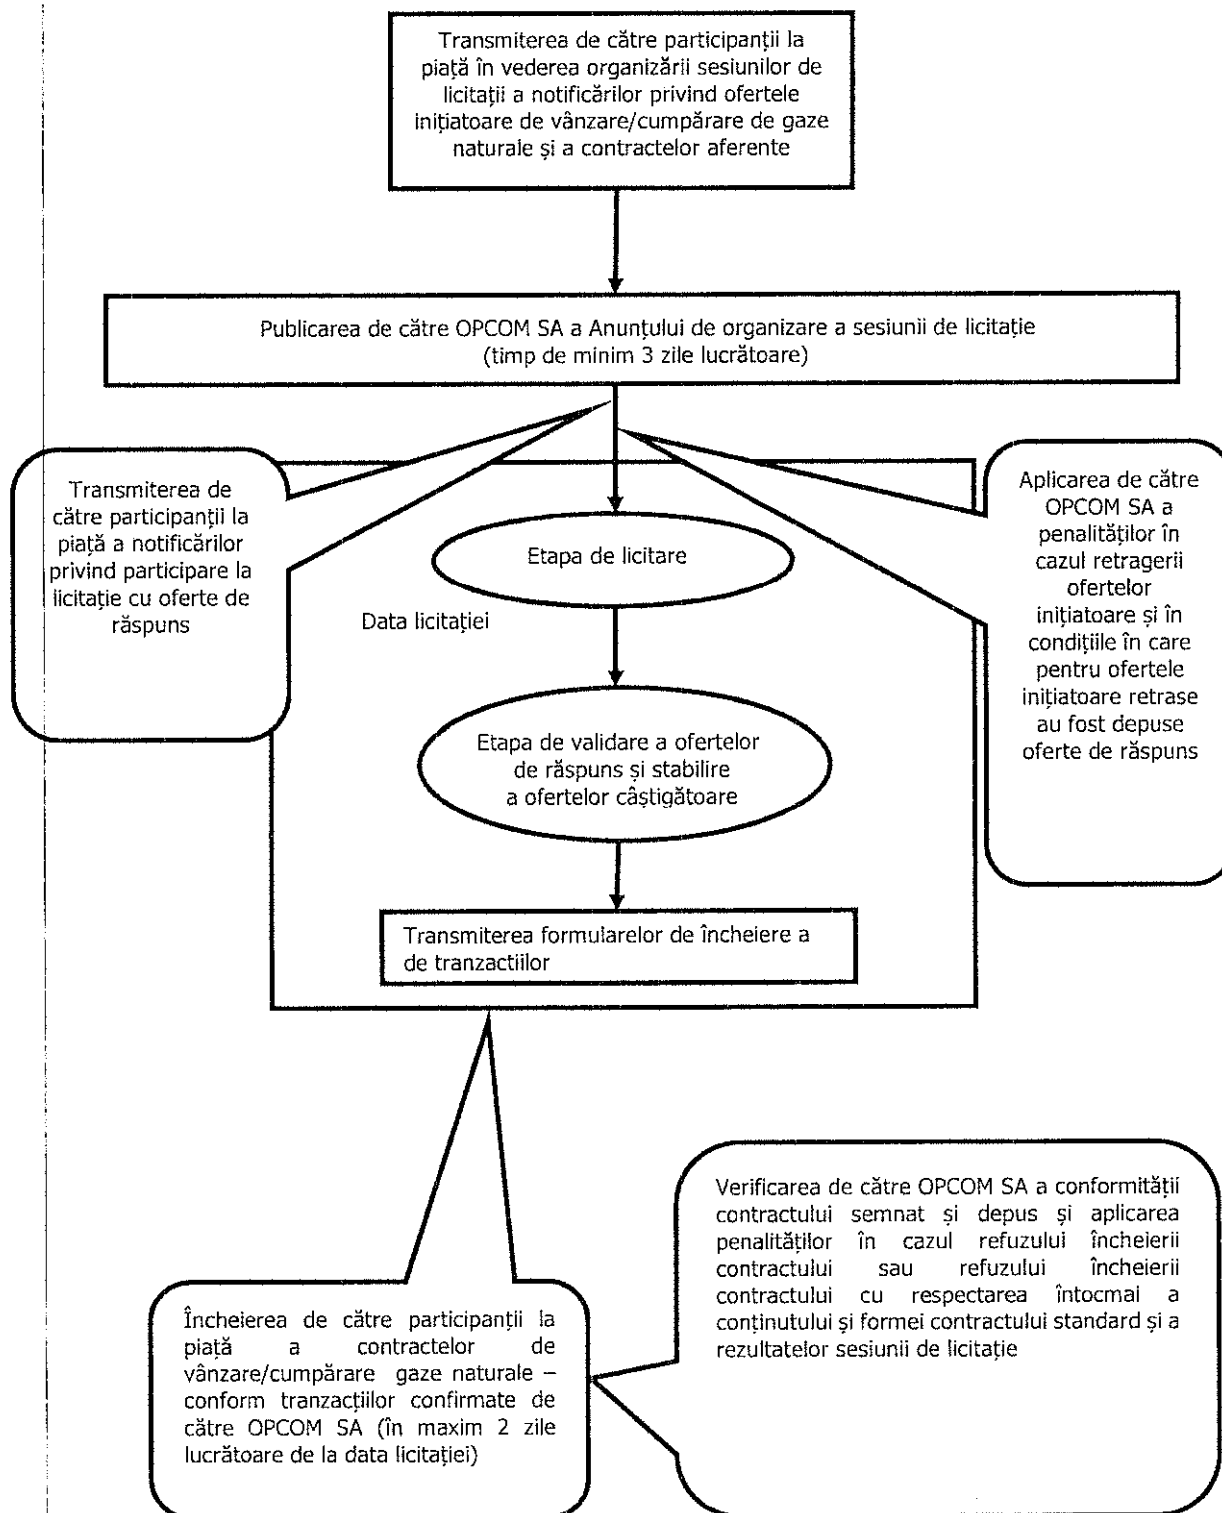 Transmiterea de către participanții la
piață în vederea organizării sesiunilor de
licitații a notificărilor privind ofertele
inițiatoare de vânzare/cumpărare de gaze
naturale și a contractelor aferente
Publicarea de către OPCOM SA a Anunțului de organizare a sesiunii de licitație
(timp de minim 3 zile lucrătoare)
Transmiterea de
către participanții la
piață a notificărilor
privind participare la
licitație cu oferte de
răspuns
Aplicarea de către
OPCOM SA a
penalităților în
cazul retragerii
ofertelor
inițiatoare și în
condițiile în care
pentru ofertele
inițiatoare retrase
au fost depuse
oferte de răspuns
Etapa de licitare
Data licitației
Etapa de validare a ofertelor
de răspuns și stabilire
a ofertelor câștigătoare
Transmiterea formularelor de încheiere a
de tranzactiilor
Verificarea de către OPCOM SA a conformității
contractului semnat și depus și aplicarea
penalităților în cazul refuzului încheierii
contractului sau refuzului încheierii
contractului cu respectarea întocmai a
conținutului și formei contractului standard și a
rezultatelor sesiunii de licitație
Încheierea de către participanții la
piață a contractelor de
vânzare/cumpărare gaze naturale –
conform tranzacțiilor confirmate de
către OPCOM SA (în maxim 2 zile
lucrătoare de la data licitației)